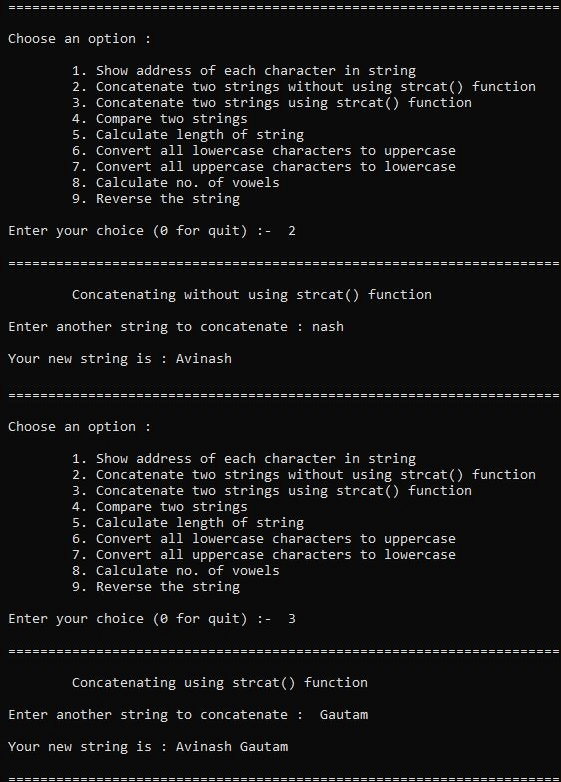 =====================================================================
Choose an option :
1. Show address of each character in string
2. Concatenate two strings without using strcat() function
3. Concatenate two strings using strcat() function
4. Compare two strings
5. Calculate length of string
6. Convert all lowercase characters to uppercase
7. Convert all uppercase characters to lowercase
8. Calculate no. of vowels
9. Reverse the string
Enter your choice (0 for quit) :-  2
=====================================================================
Concatenating without using strcat() function
Enter another string to concatenate : nash
Your new string is : Avinash
=====================================================================
Choose an option :
1. Show address of each character in string
2. Concatenate two strings without using strcat() function
3. Concatenate two strings using strcat() function
4. Compare two strings
5. Calculate length of string
6. Convert all lowercase characters to uppercase
7. Convert all uppercase characters to lowercase
8. Calculate no. of vowels
9. Reverse the string
Enter your choice (0 for quit) :-  3
=====================================================================
Concatenating using strcat() function
Enter another string to concatenate :  Gautam
Your new string is : Avinash Gautam
=====================================================================